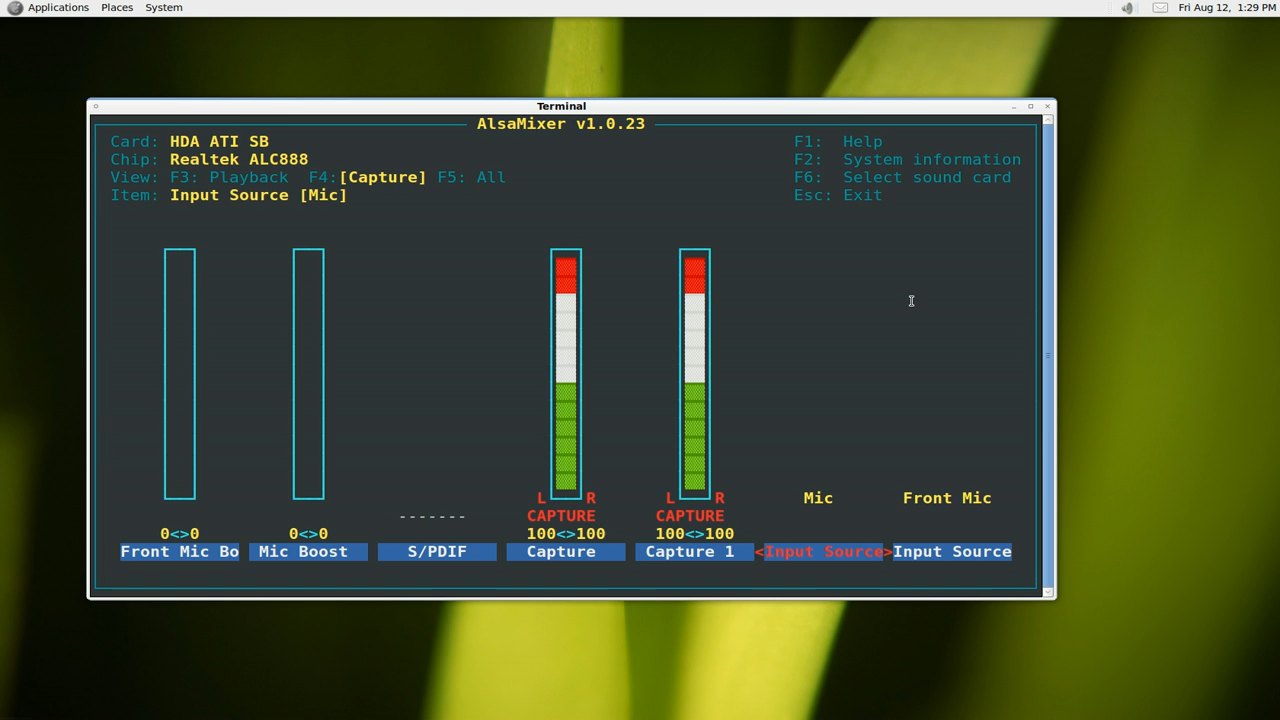 Applications Places System Fri Aug 12, 1:29 PM
Terminal
AlsaMixer v1.0.23
Card: HDA ATI SB F1: Help
Chip: Realtek ALC888 F2: System information
View: F3: Playback F4:[Capture] F5: All F6: Select sound card
Item: Input Source [Mic] Esc: Exit
L R L R Mic Front Mic
------- CAPTURE CAPTURE
0<>0 0<>0 100<>100 100<>100
Front Mic Bo Mic Boost S/PDIF Capture Capture 1 <Input Source> Input Source